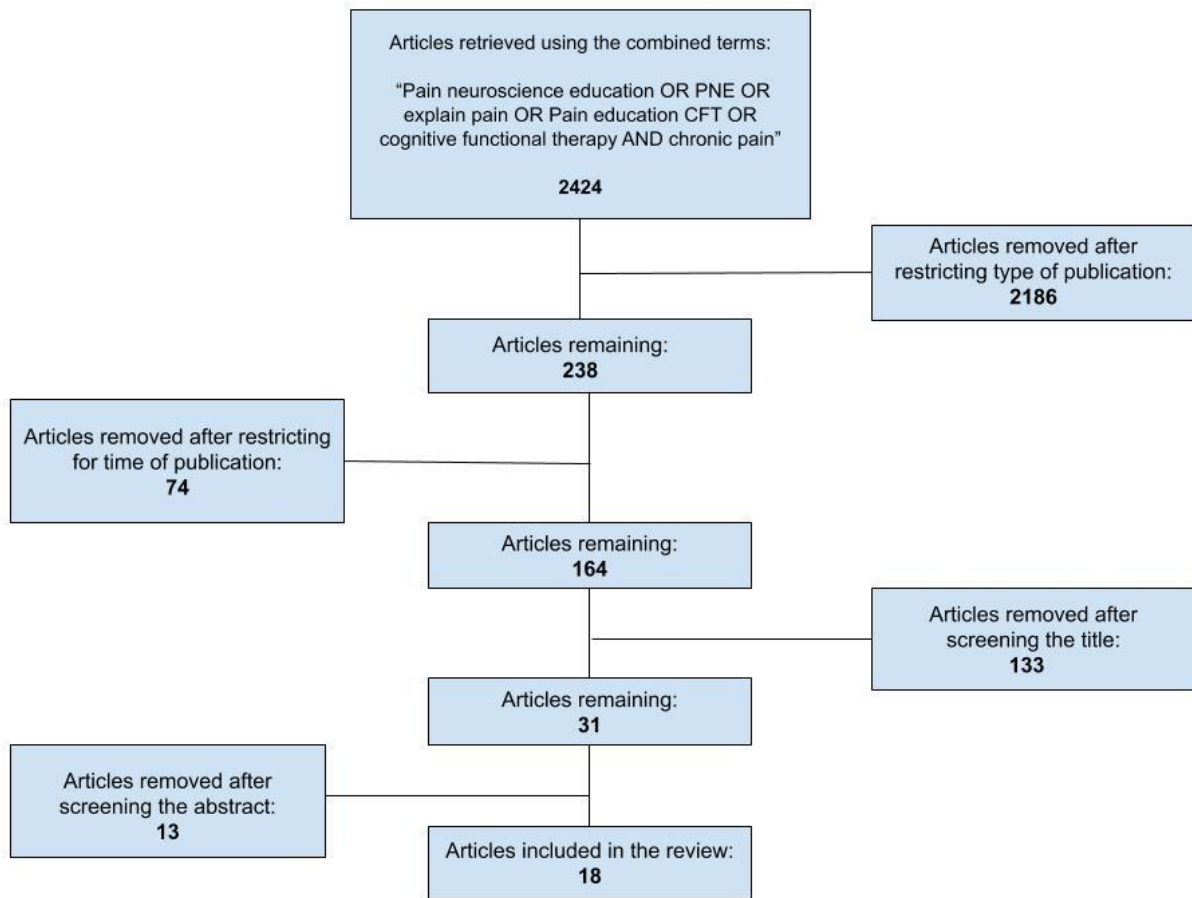 Articles retrieved using the combined terms:
“Pain neuroscience education OR PNE OR
explain pain OR Pain education CFT OR
cognitive functional therapy AND chronic pain”
2424
Articles removed after
restricting type of publication:
2186
Articles remaining:
238
Articles removed after restricting
for time of publication:
74
Articles remaining:
164
Articles removed after
screening the title:
133
Articles remaining:
31
Articles removed after
screening the abstract:
13
Articles included in the review:
18